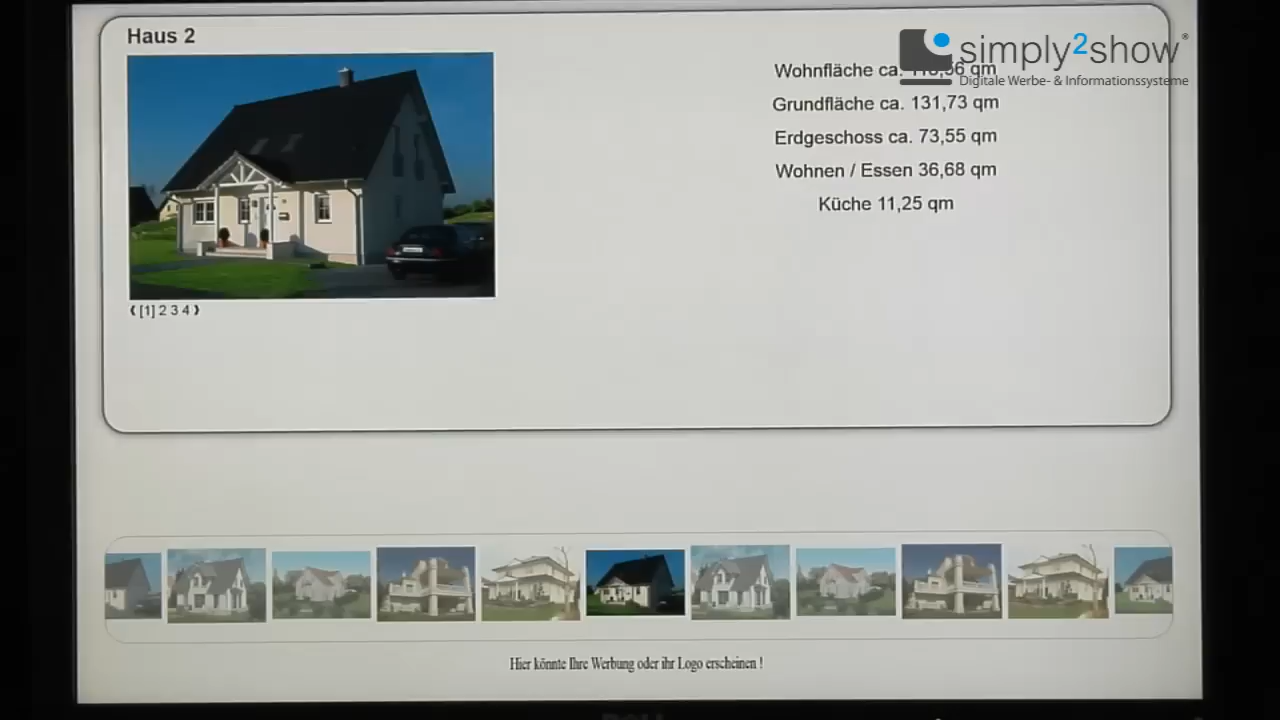 Haus 2
simply2show®
Digitale Werbe- & Informationssysteme
Wohnfläche ca. qm
Grundfläche ca. 131,73 qm
Erdgeschoss ca. 73,55 qm
Wohnen / Essen 36,68 qm
Küche 11,25 qm
❰ [1] 2 3 4 ❱
Hier könnte Ihre Werbung oder ihr Logo erscheinen !